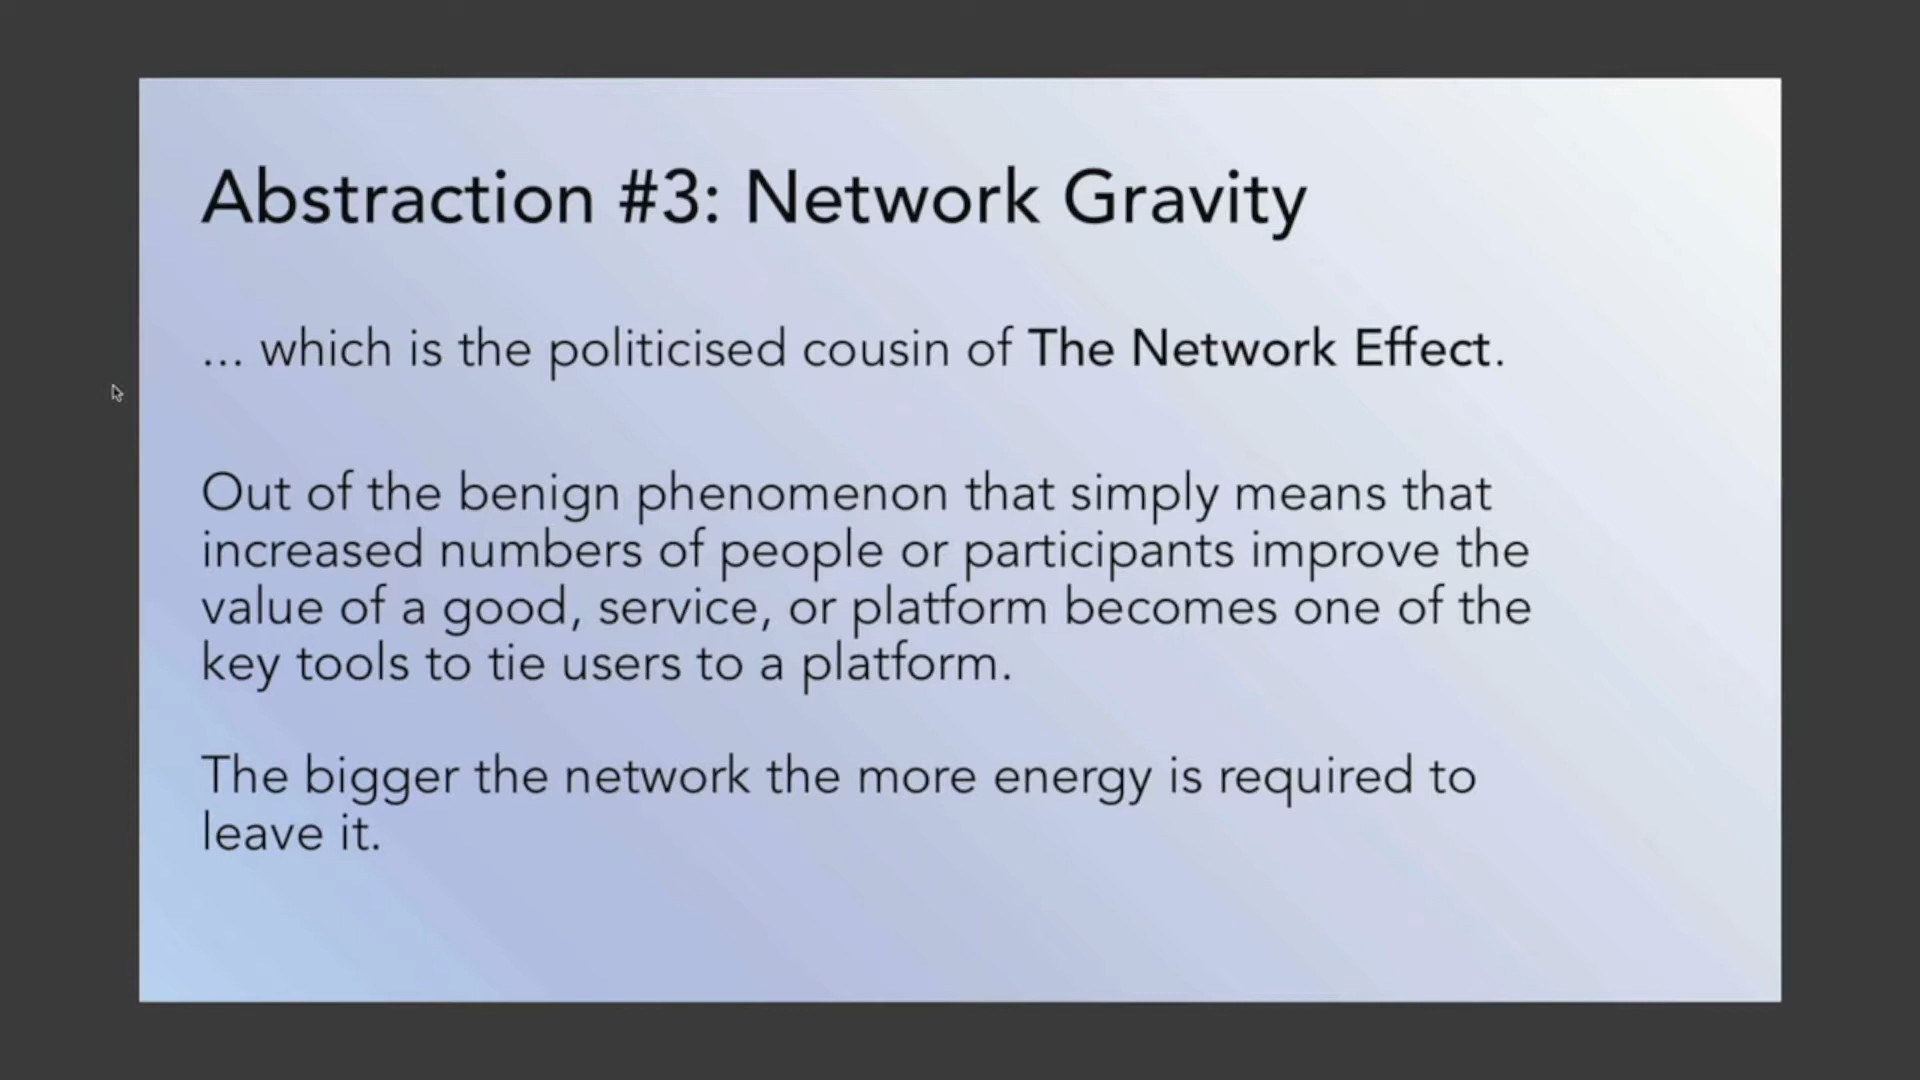 Abstraction #3: Network Gravity
... which is the politicised cousin of The Network Effect.
Out of the benign phenomenon that simply means that
increased numbers of people or participants improve the
value of a good, service, or platform becomes one of the
key tools to tie users to a platform.
The bigger the network the more energy is required to
leave it.